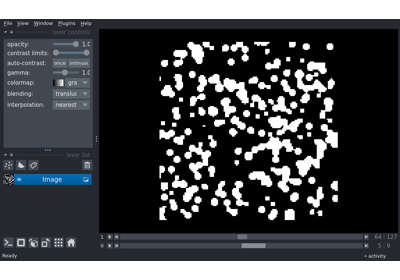 File View Window Plugins Help
layer controls
opacity: 1.0
contrast limits:
auto-contrast: once
gamma: 1.0
colormap: gra
blending: transluc
interpolation: nearest
layer list
Image
1 64 127
0 5 9
Ready activity